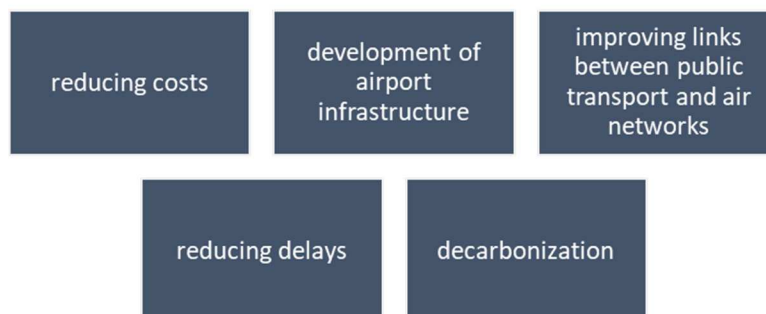 reducing costs
development of
airport
infrastructure
improving links
between public
transport and air
networks
reducing delays
decarbonization